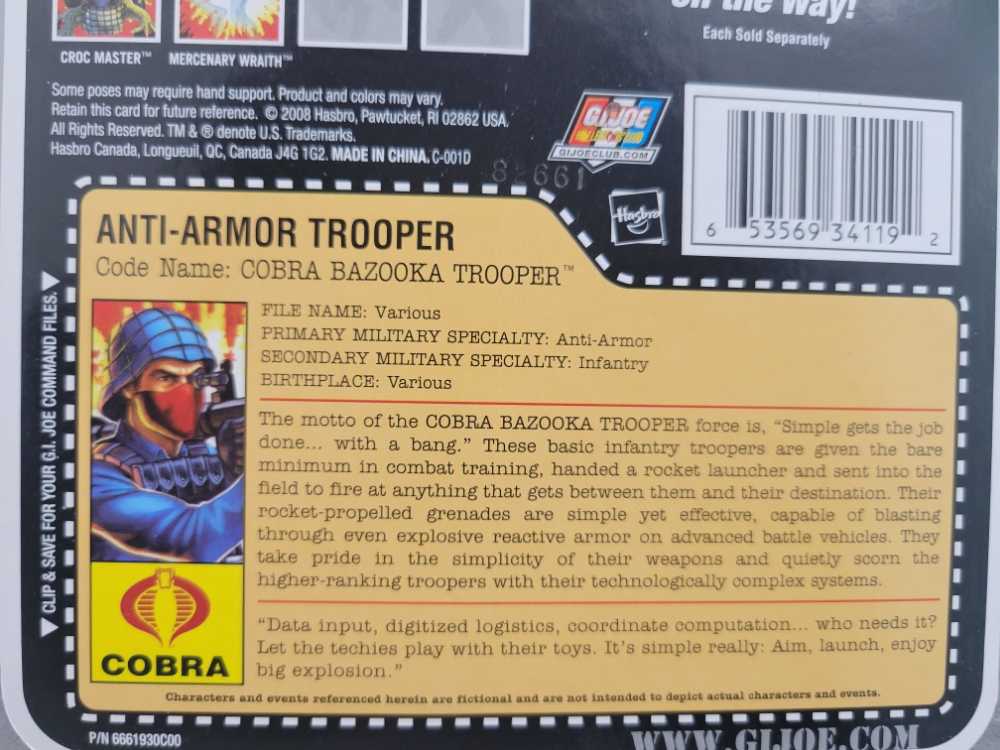 on the Way!
Each Sold Separately
CROC MASTER™ MERCENARY WRAITH™
Some poses may require hand support. Product and colors may vary.
Retain this card for future reference. © 2008 Hasbro, Pawtucket, RI 02862 USA.
All Rights Reserved. TM & ® denote U.S. Trademarks.
Hasbro Canada, Longueuil, QC, Canada J4G 1G2. MADE IN CHINA. C-001D
GI JOE
GIJOECLUB.COM
661
Hasbro
6 53569 34119 2
ANTI-ARMOR TROOPER
Code Name: COBRA BAZOOKA TROOPER™
CLIP & SAVE FOR YOUR G.I. JOE COMMAND FILES.
FILE NAME: Various
PRIMARY MILITARY SPECIALTY: Anti-Armor
SECONDARY MILITARY SPECIALTY: Infantry
BIRTHPLACE: Various
The motto of the COBRA BAZOOKA TROOPER force is, “Simple gets the job
done... with a bang.” These basic infantry troopers are given the bare
minimum in combat training, handed a rocket launcher and sent into the
field to fire at anything that gets between them and their destination. Their
rocket-propelled grenades are simple yet effective, capable of blasting
through even explosive reactive armor on advanced battle vehicles. They
take pride in the simplicity of their weapons and quietly scorn the
higher-ranking troopers with their technologically complex systems.
COBRA
“Data input, digitized logistics, coordinate computation... who needs it?
Let the techies play with their toys. It's simple really: Aim, launch, enjoy
big explosion.”
Characters and events referenced herein are fictional and are not intended to depict actual characters and events.
P/N 6661930C00
WWW.GIJOE.COM